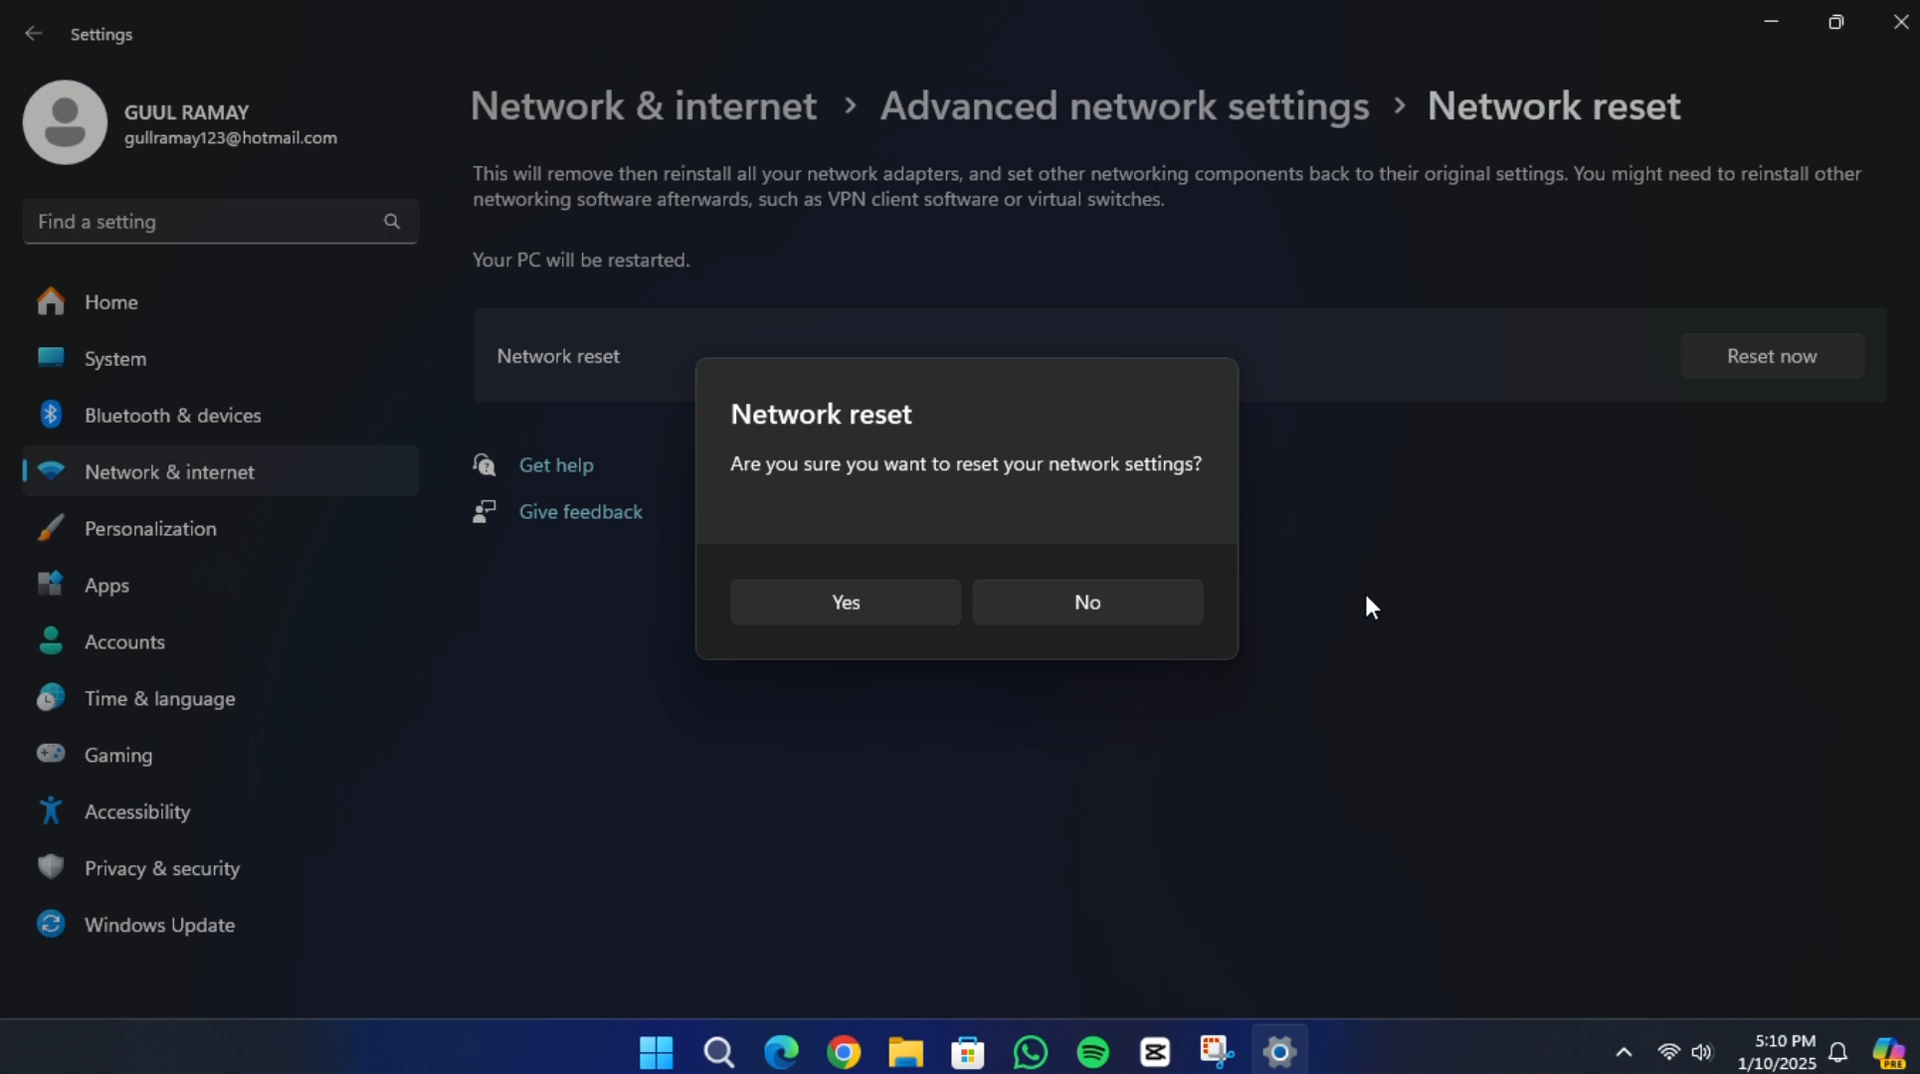 Settings
GUUL RAMAY
gullramay123@hotmail.com
Find a setting
Home
System
Bluetooth & devices
Network & internet
Personalization
Apps
Accounts
Time & language
Gaming
Accessibility
Privacy & security
Windows Update
Network & internet > Advanced network settings > Network reset
This will remove then reinstall all your network adapters, and set other networking components back to their original settings. You might need to reinstall other
networking software afterwards, such as VPN client software or virtual switches.
Your PC will be restarted.
Network reset
Reset now
Get help
Give feedback
Network reset
Are you sure you want to reset your network settings?
Yes No
5:10 PM
1/10/2025
PRE